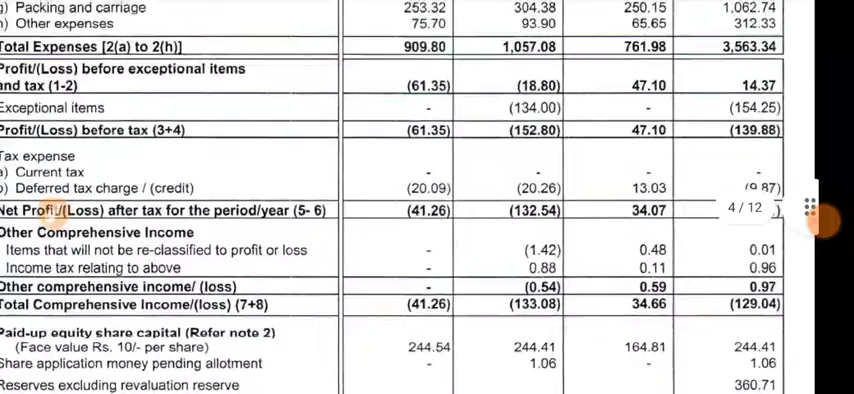 g) Packing and carriage 253.32 304.38 250.15 1,062.74
n) Other expenses 75.70 93.90 65.65 312.33
Total Expenses [2(a) to 2(h)] 909.80 1,057.08 761.98 3,563.34
Profit/(Loss) before exceptional items
and tax (1-2) (61.35) (18.80) 47.10 14.37
Exceptional items - (134.00) - (154.25)
Profit/(Loss) before tax (3+4) (61.35) (152.80) 47.10 (139.88)
Tax expense
a) Current tax - - - -
b) Deferred tax charge / (credit) (20.09) (20.26) 13.03 (9.87)
Net Profit/(Loss) after tax for the period/year (5- 6) (41.26) (132.54) 34.07
4 / 12
Other Comprehensive Income
Items that will not be re-classified to profit or loss - (1.42) 0.48 0.01
Income tax relating to above - 0.88 0.11 0.96
Other comprehensive income/ (loss) - (0.54) 0.59 0.97
Total Comprehensive Income/(loss) (7+8) (41.26) (133.08) 34.66 (129.04)
Paid-up equity share capital (Refer note 2)
(Face value Rs. 10/- per share) 244.54 244.41 164.81 244.41
Share application money pending allotment - 1.06 - 1.06
Reserves excluding revaluation reserve 360.71